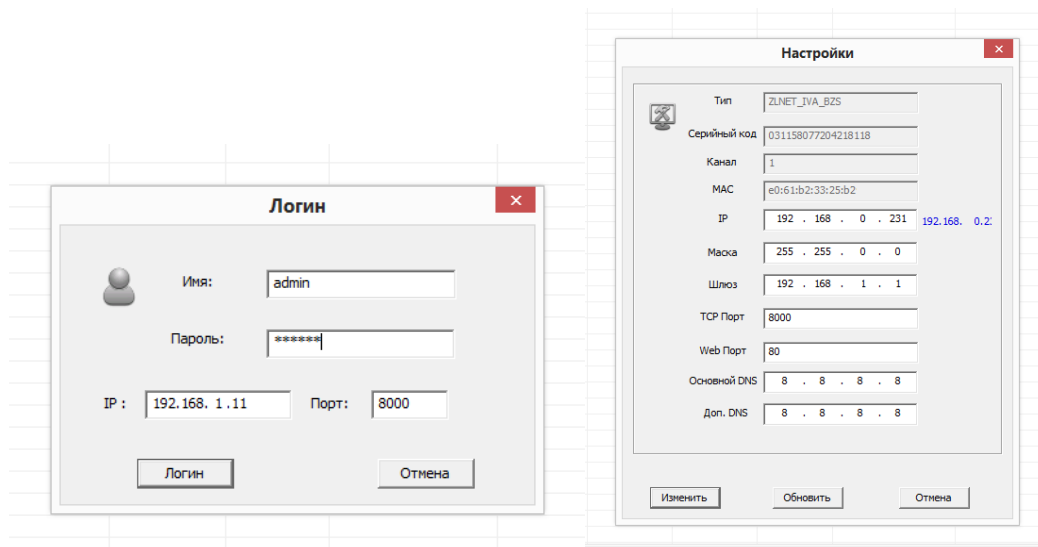 Логин
Имя: admin
Пароль: ******
IP : 192.168. 1 .11 Порт: 8000
Логин Отмена
Настройки
Тип ZLNET_IVA_BZS
Серийный код 031158077204218118
Канал 1
MAC e0:61:b2:33:25:b2
IP 192 . 168 . 0 . 231 192.168. 0.2
Маска 255 . 255 . 0 . 0
Шлюз 192 . 168 . 1 . 1
TCP Порт 8000
Web Порт 80
Основной DNS 8 . 8 . 8 . 8
Доп. DNS 8 . 8 . 8 . 8
Изменить Обновить Отмена